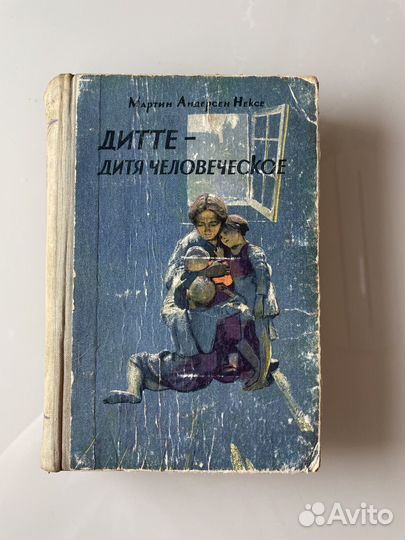 Мартин Андерсен Нексе
ДИТТЕ –
ДИТЯ ЧЕЛОВЕЧЕСКОЕ
Avito